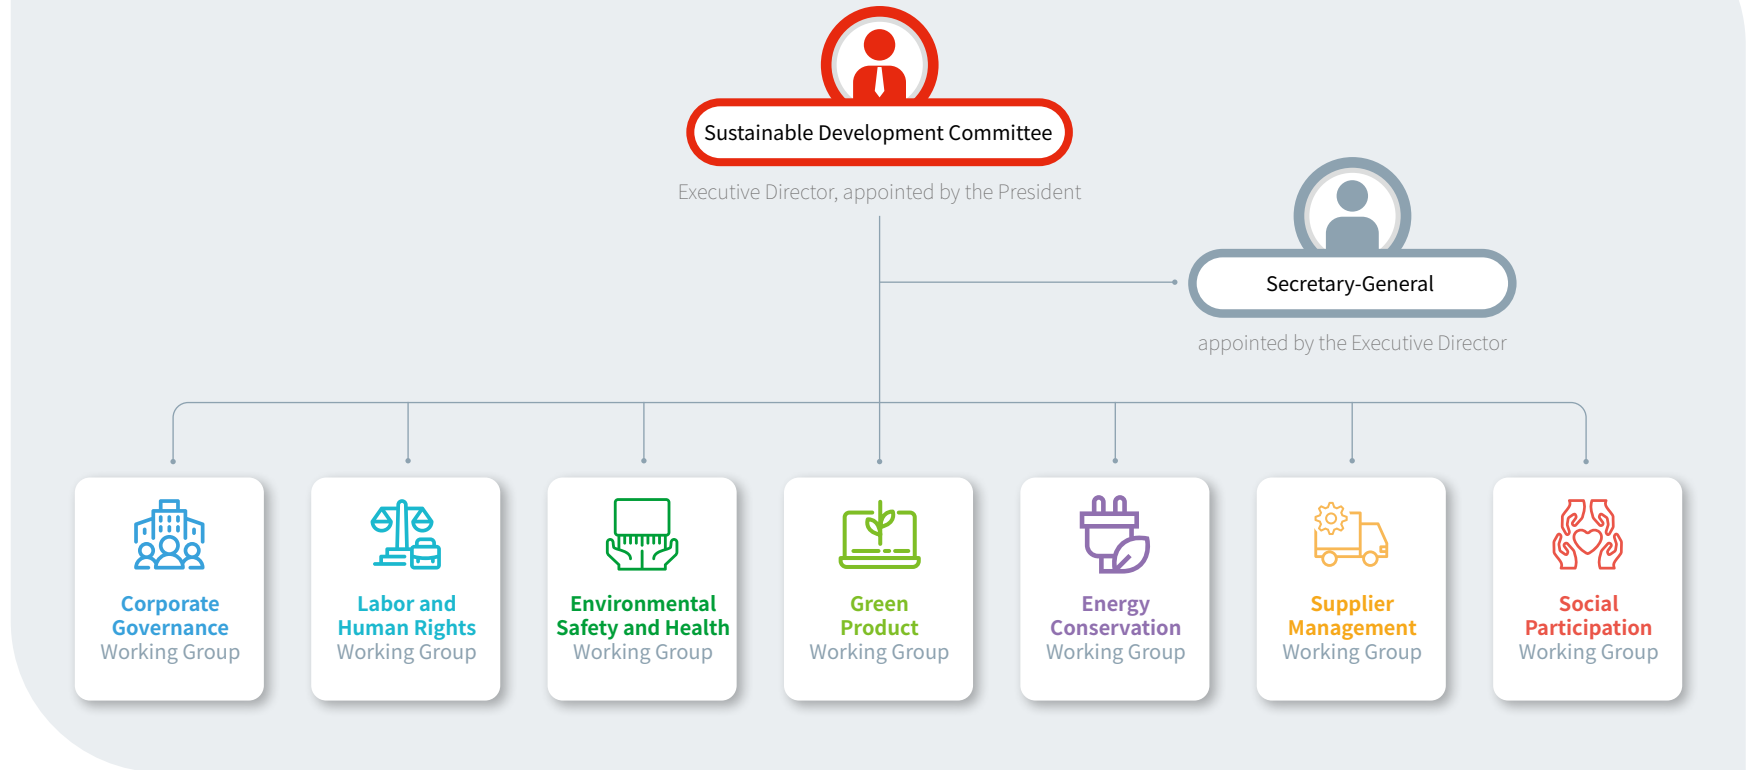 Sustainable Development Committee
Executive Director, appointed by the President
Secretary-General
appointed by the Executive Director
Corporate
Governance
Working Group
Labor and
Human Rights
Working Group
Environmental
Safety and Health
Working Group
Green
Product
Working Group
Energy
Conservation
Working Group
Supplier
Management
Working Group
Social
Participation
Working Group